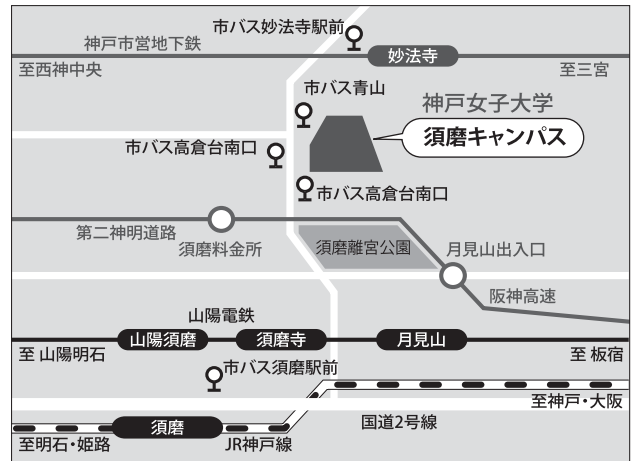 市バス妙法寺駅前
神戸市営地下鉄
妙法寺
至西神中央
至三宮
市バス青山
神戸女子大学
須磨キャンパス
市バス高倉台南口
市バス高倉台南口
第二神明道路
須磨料金所
須磨離宮公園
月見山出入口
阪神高速
山陽電鉄
山陽須磨
須磨寺
月見山
至 山陽明石
至 板宿
市バス須磨駅前
至神戸・大阪
国道2号線
須磨
至明石・姫路
JR神戸線